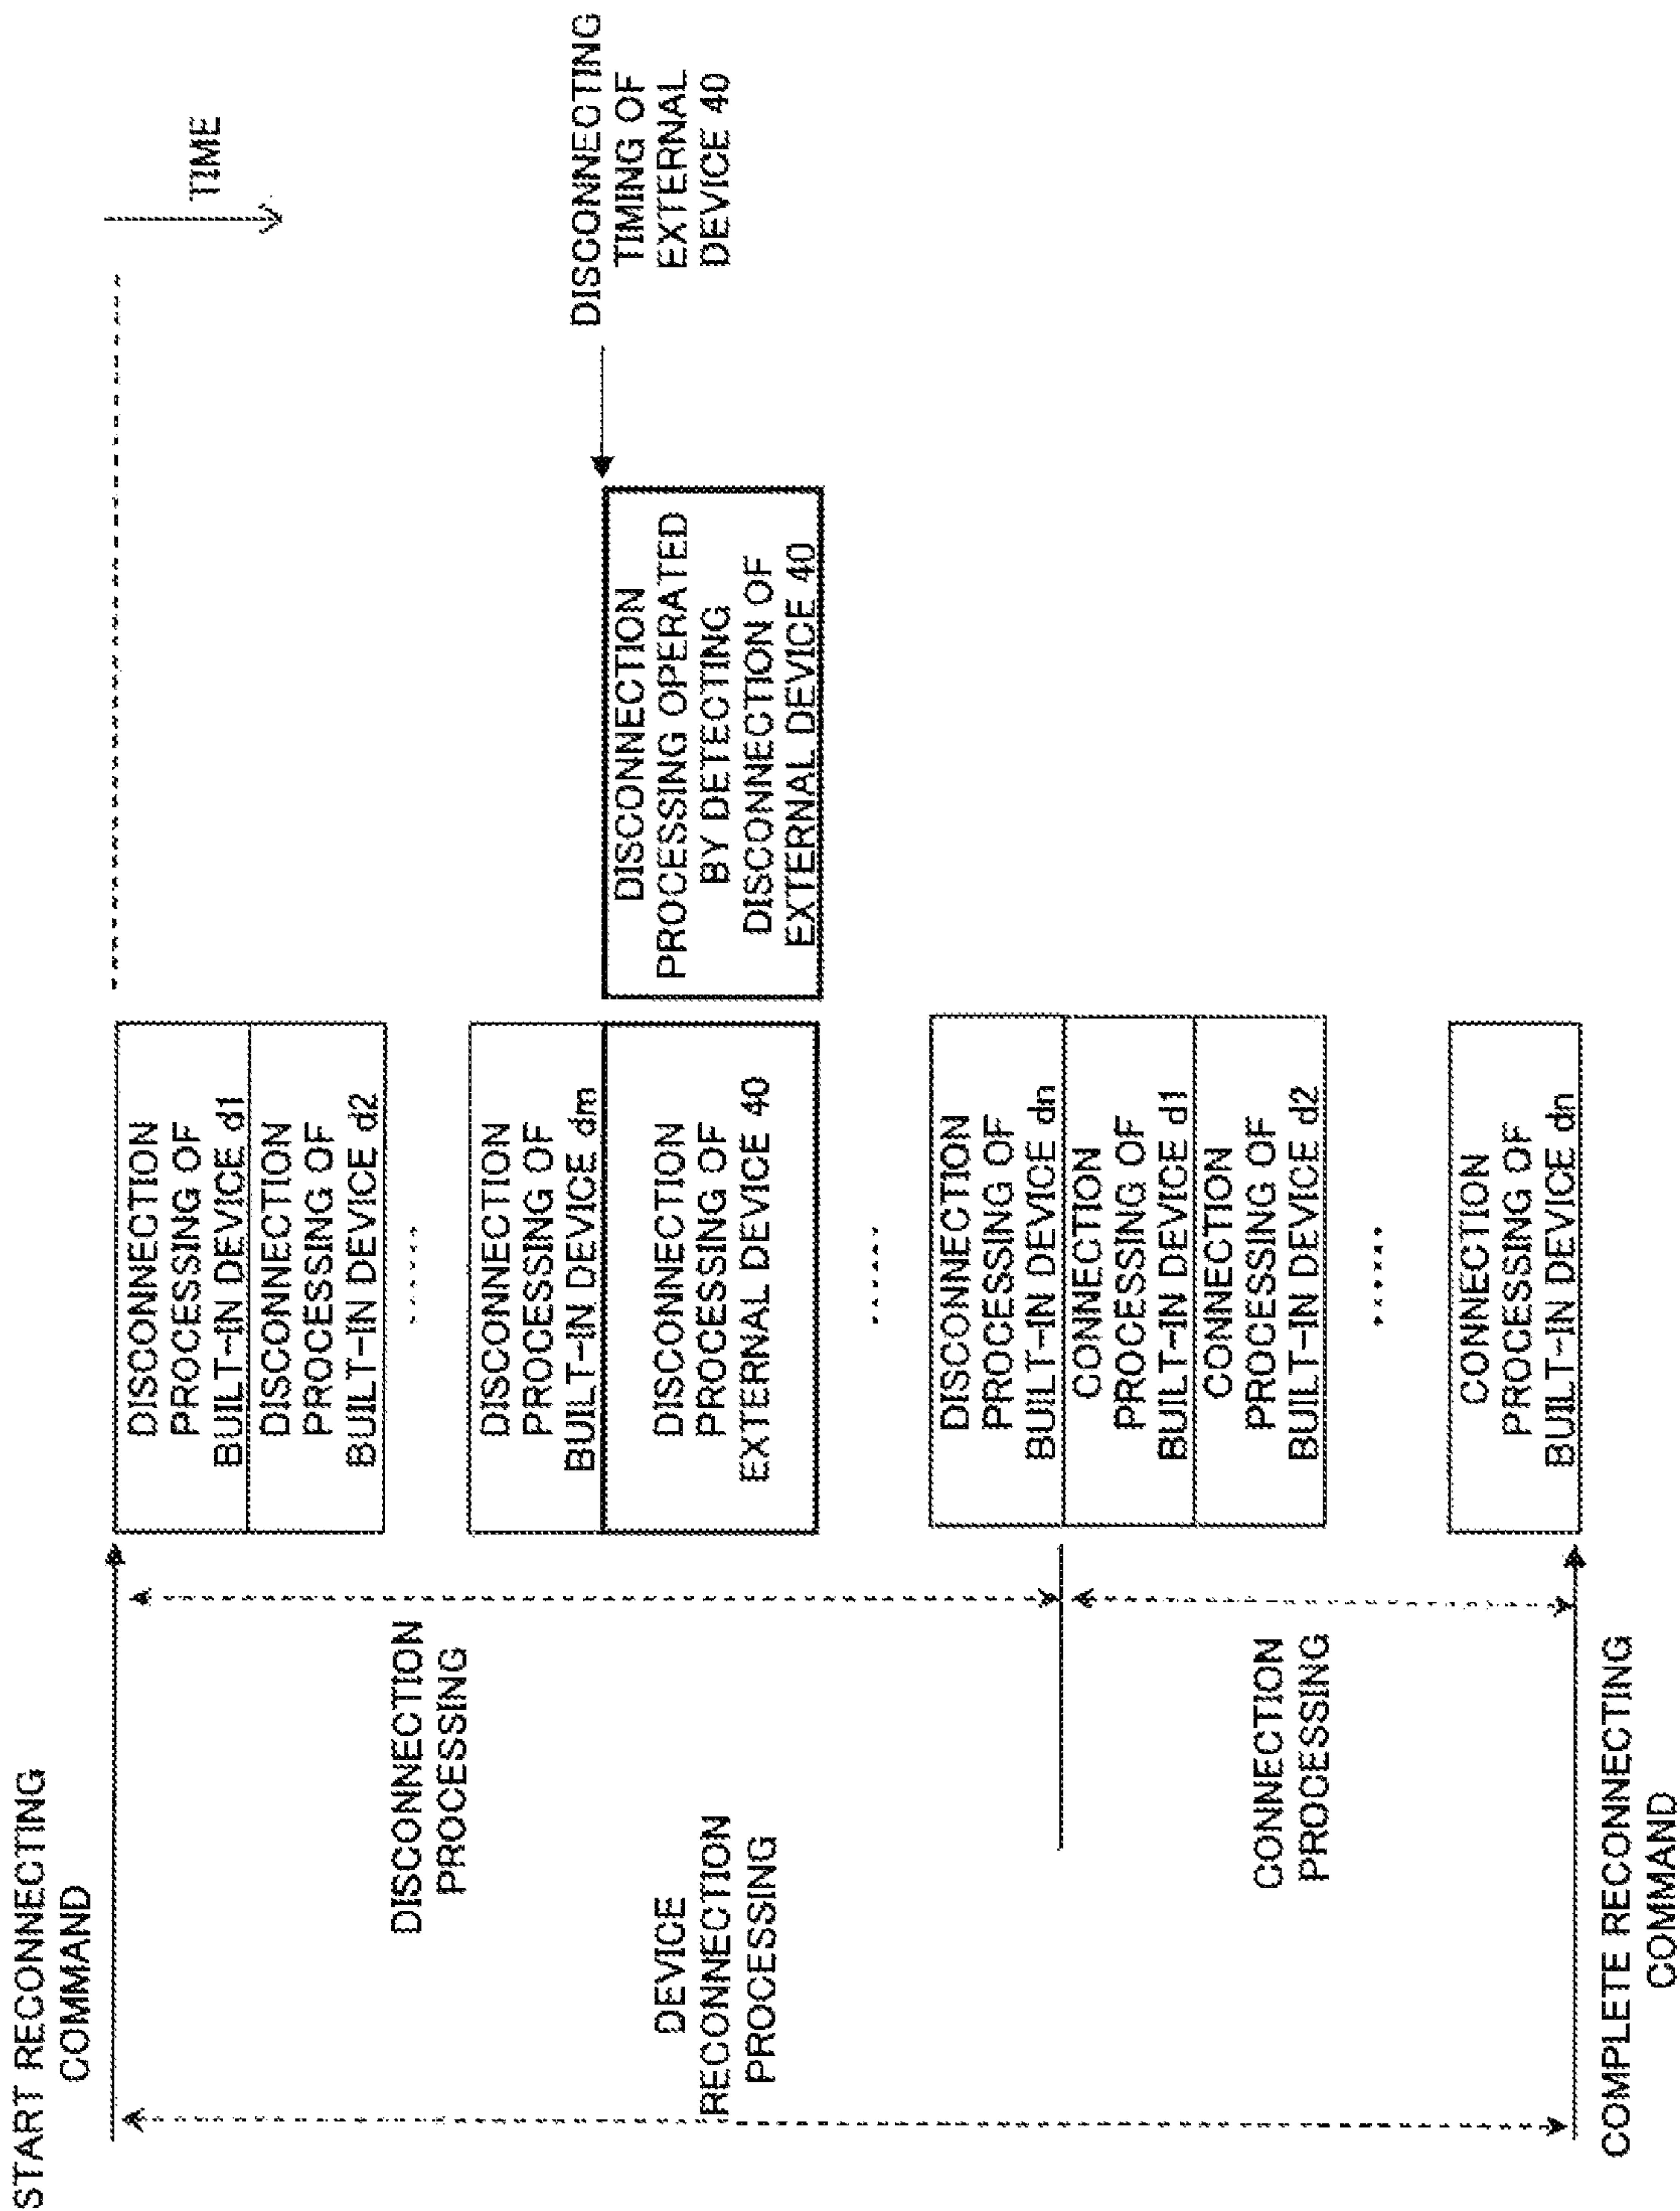 START RECONNECTING
COMMAND
DISCONNECTION
PROCESSING
DEVICE
RECONNECTION
PROCESSING
CONNECTION
PROCESSING
COMPLETE RECONNECTING
COMMAND
DISCONNECTION
PROCESSING OF
BUILT-IN DEVICE d1
DISCONNECTION
PROCESSING OF
BUILT-IN DEVICE d2
......
DISCONNECTION
PROCESSING OF
BUILT-IN DEVICE dm
DISCONNECTION
PROCESSING OF
EXTERNAL DEVICE 40
......
DISCONNECTION
PROCESSING OF
BUILT-IN DEVICE dn
CONNECTION
PROCESSING OF
BUILT-IN DEVICE d1
CONNECTION
PROCESSING OF
BUILT-IN DEVICE d2
......
CONNECTION
PROCESSING OF
BUILT-IN DEVICE dn
DISCONNECTION
PROCESSING OPERATED
BY DETECTING
DISCONNECTION OF
EXTERNAL DEVICE 40
TIME
DISCONNECTING
TIMING OF
EXTERNAL
DEVICE 40